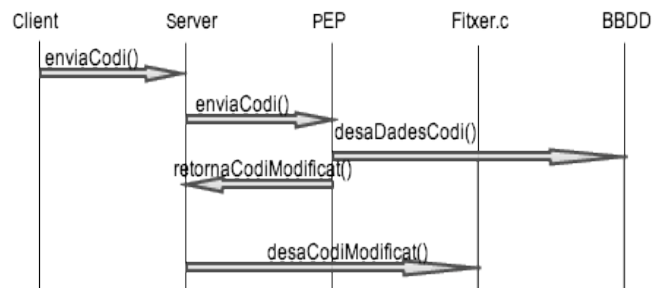 Client Server PEP Fitxer.c BBDD
enviaCodi()
enviaCodi()
desaDadesCodi()
retornaCodiModificat()
desaCodiModificat()